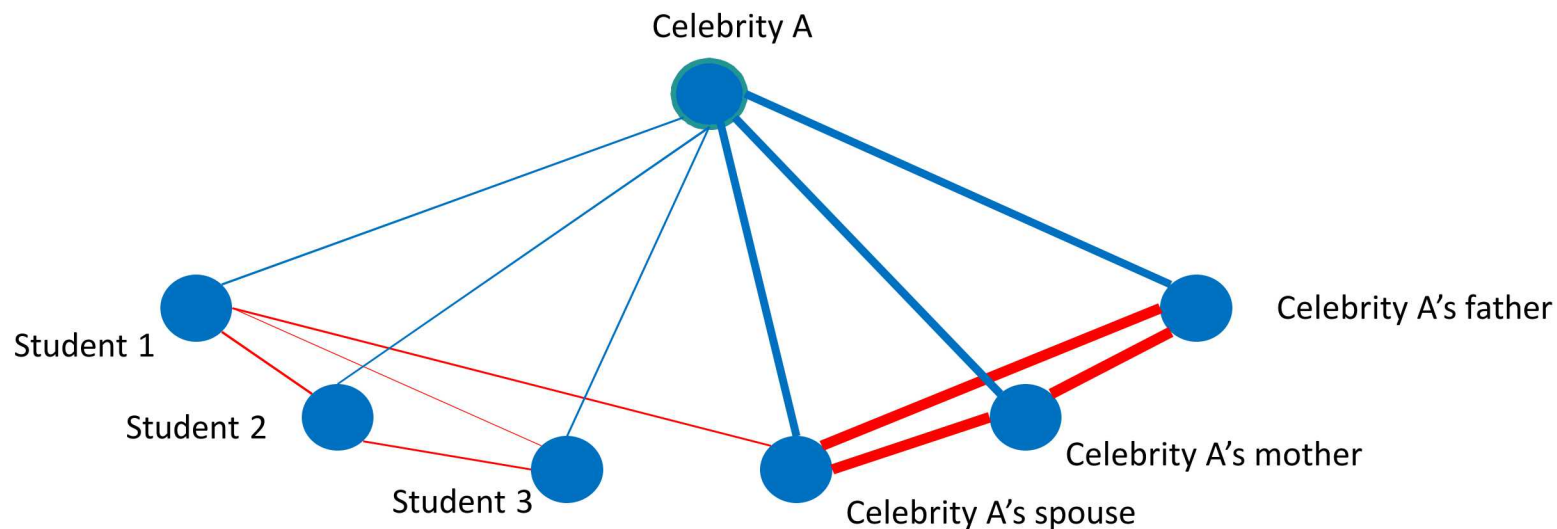 Celebrity A
Celebrity A’s father
Student 1
Student 2
Celebrity A’s mother
Student 3
Celebrity A’s spouse